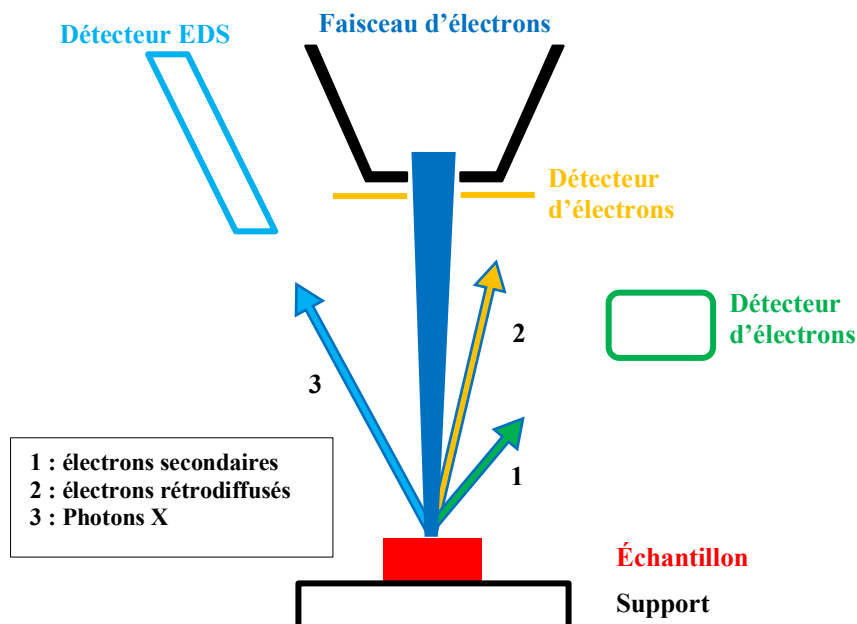 Détecteur EDS
Faisceau d'électrons
Détecteur
d'électrons
Détecteur
d'électrons
2
3
1
1 : électrons secondaires
2 : électrons rétrodiffusés
3 : Photons X
Échantillon
Support